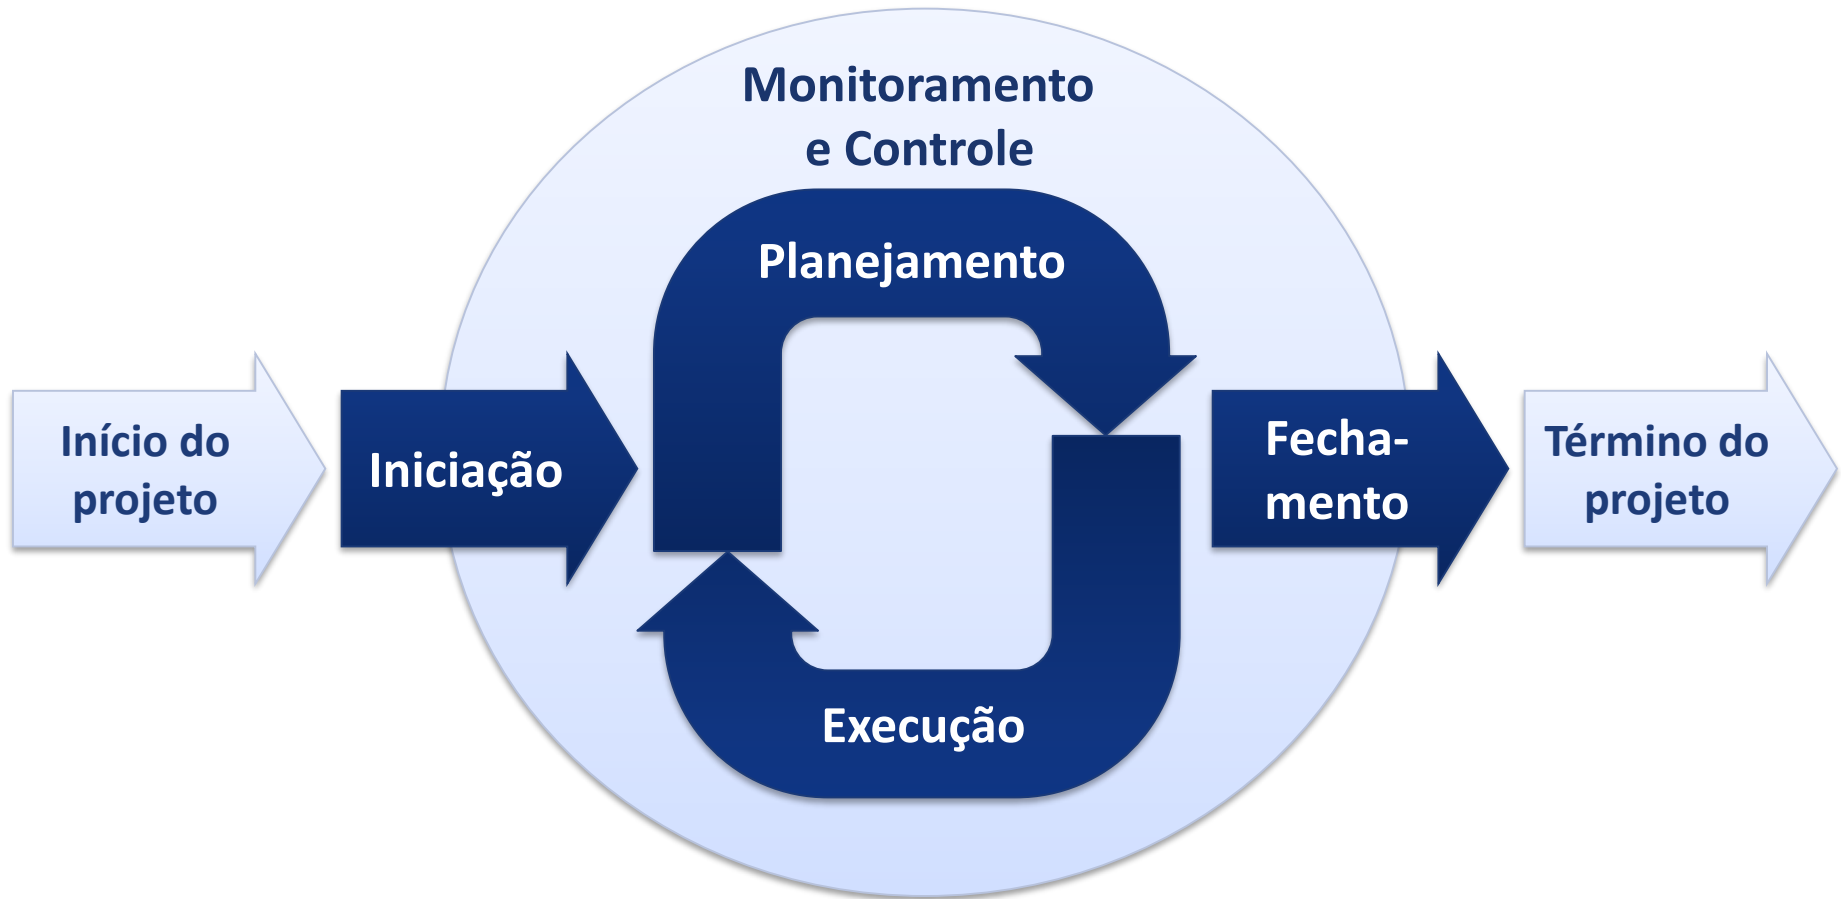 Monitoramento
e Controle
Planejamento
Início do
projeto
Iniciação
Fecha-
mento
Término do
projeto
Execução